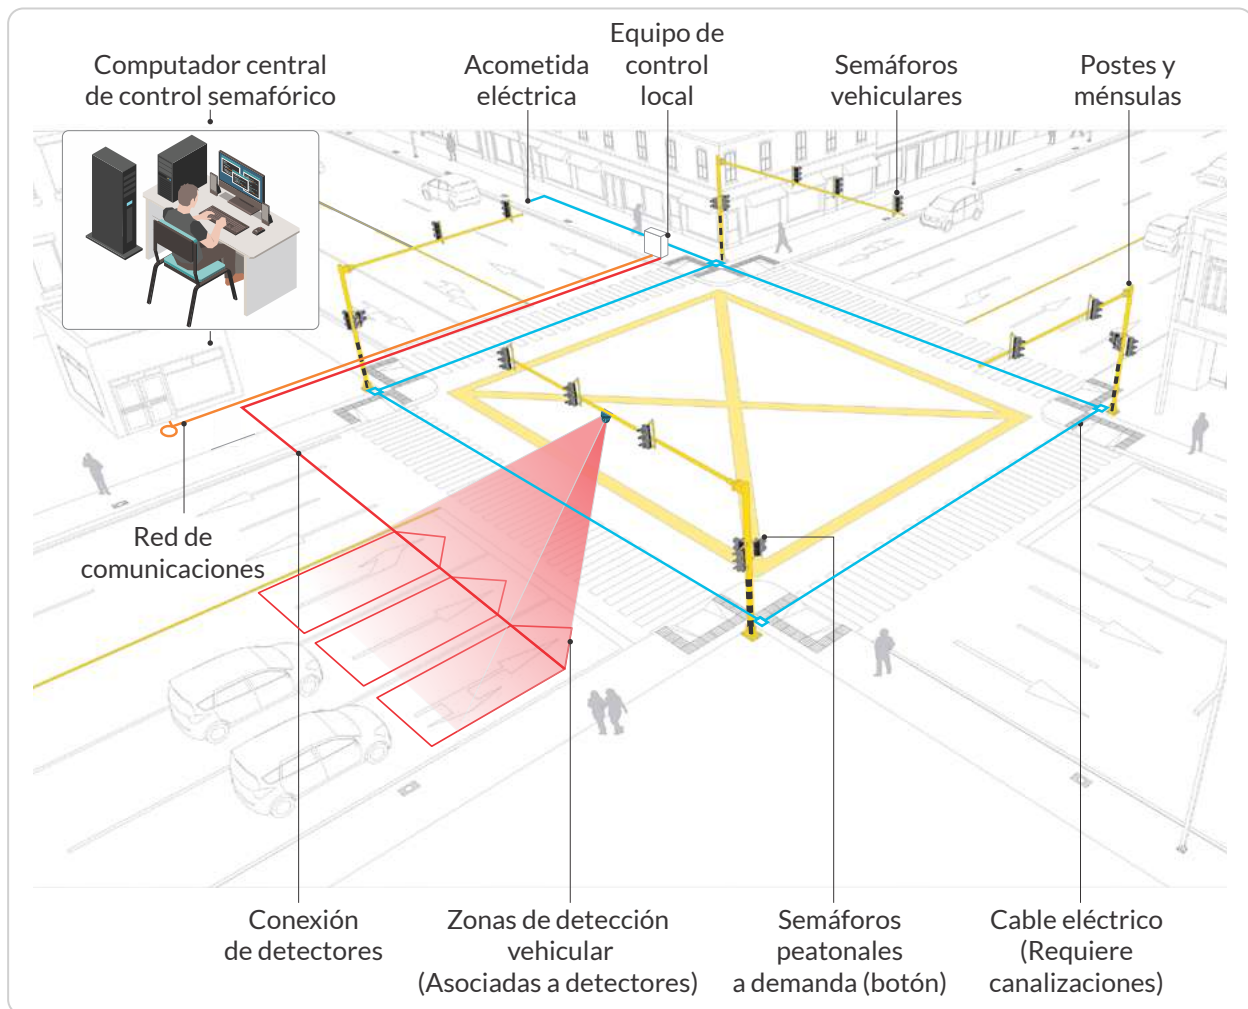 Computador central
de control semafórico
Acometida
eléctrica
Equipo de
control
local
Semáforos
vehiculares
Postes y
ménsulas
Red de
comunicaciones
Conexión
de detectores
Zonas de detección
vehicular
(Asociadas a detectores)
Semáforos
peatonales
a demanda (botón)
Cable eléctrico
(Requiere
canalizaciones)